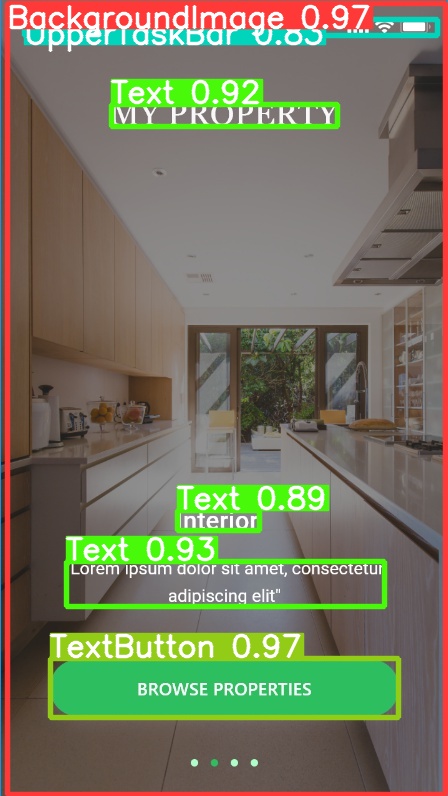 BackgroundImage 0.97
UpperTaskBar 0.83
Text 0.92
MY PROPERTY
Text 0.89
Interior
Text 0.93
Lorem ipsum dolor sit amet, consectetur
adipiscing elit"
TextButton 0.97
BROWSE PROPERTIES